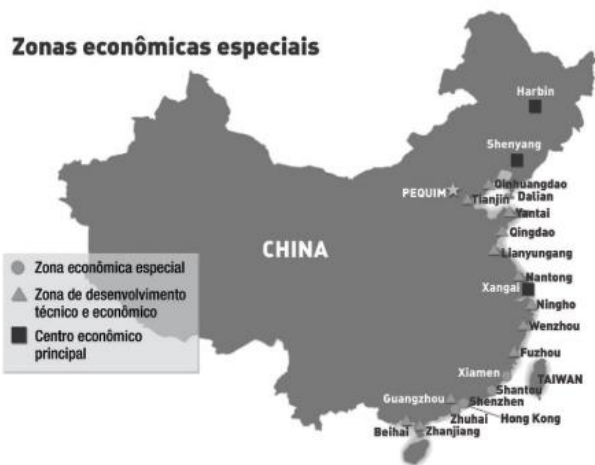 Zonas econômicas especiais
Harbin
Shenyang
PEQUIM
Qinhuangdao
Tianjin
Dalian
Yantai
Qingdao
CHINA
Lianyungang
Zona econômica especial
Zona de desenvolvimento
técnico e econômico
Centro econômico
principal
Nantong
Xangai
Ningho
Wenzhou
Fuzhou
Xiamen
TAIWAN
Shantou
Guangzhou
Shenzhen
Zhuhai
Hong Kong
Beihai
Zhanjiang